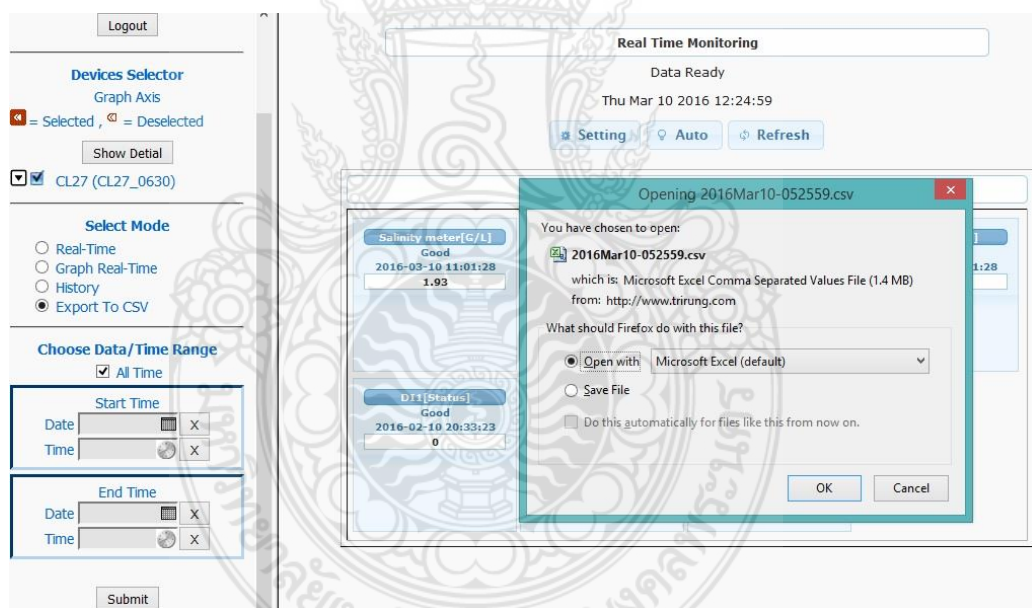 Logout
Devices Selector
Graph Axis
= Selected , = Deselected
Show Detial
CL27 (CL27_0630)
Select Mode
Real-Time
Graph Real-Time
History
Export To CSV
Choose Data/Time Range
All Time
Start Time
Date X
Time X
End Time
Date X
Time X
Submit
Real Time Monitoring
Data Ready
Thu Mar 10 2016 12:24:59
Setting Auto Refresh
Salinity meter[G/L]
Good
2016-03-10 11:01:28
1.93
DI1[Status]
Good
2016-02-10 20:33:23
0
]
1:28
Opening 2016Mar10-052559.csv
You have chosen to open:
2016Mar10-052559.csv
which is: Microsoft Excel Comma Separated Values File (1.4 MB)
from: http://www.trirung.com
What should Firefox do with this file?
Open with Microsoft Excel (default)
Save File
Do this automatically for files like this from now on.
OK Cancel